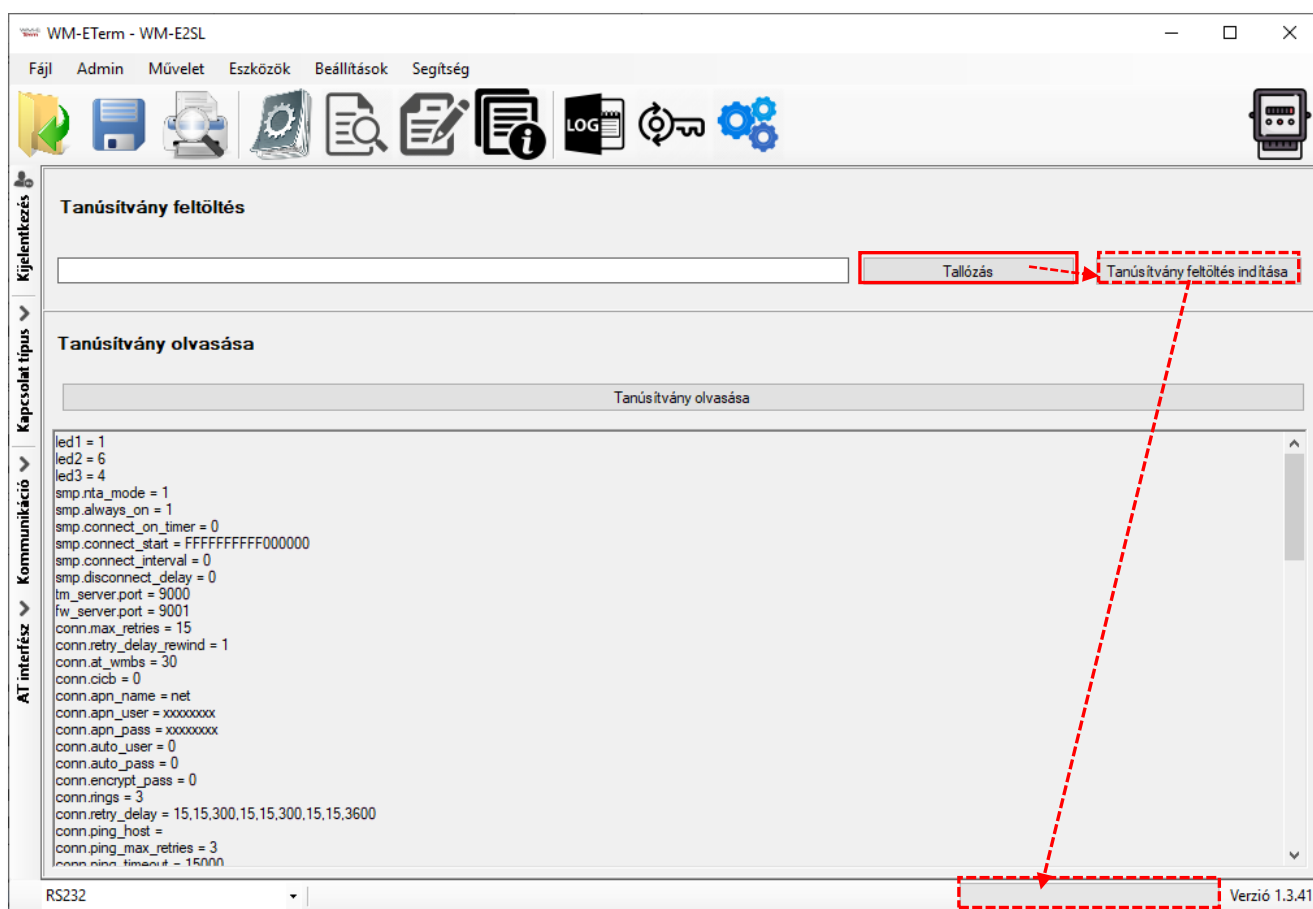 WM-ETerm - WM-E2SL
Fájl Admin Művelet Eszközök Beállítások Segítség
LOG
Kijelentkezés
Kapcsolat típus
Kommunikáció
AT interfész
Tanúsítvány feltöltés
Tallózás
Tanúsítvány feltöltés indítása
Tanúsítvány olvasása
Tanúsítvány olvasása
led1 = 1
led2 = 6
led3 = 4
smp.nta_mode = 1
smp.always_on = 1
smp.connect_on_timer = 0
smp.connect_start = FFFFFFFFFF000000
smp.connect_interval = 0
smp.disconnect_delay = 0
tm_server.port = 9000
fw_server.port = 9001
conn.max_retries = 15
conn.retry_delay_rewind = 1
conn.at_wmbs = 30
conn.cicb = 0
conn.apn_name = net
conn.apn_user = xxxxxxxx
conn.apn_pass = xxxxxxxx
conn.auto_user = 0
conn.auto_pass = 0
conn.encrypt_pass = 0
conn.rings = 3
conn.retry_delay = 15,15,300,15,15,300,15,15,3600
conn.ping_host =
conn.ping_max_retries = 3
conn.ping_timeout = 15000
RS232
Verzió 1.3.41